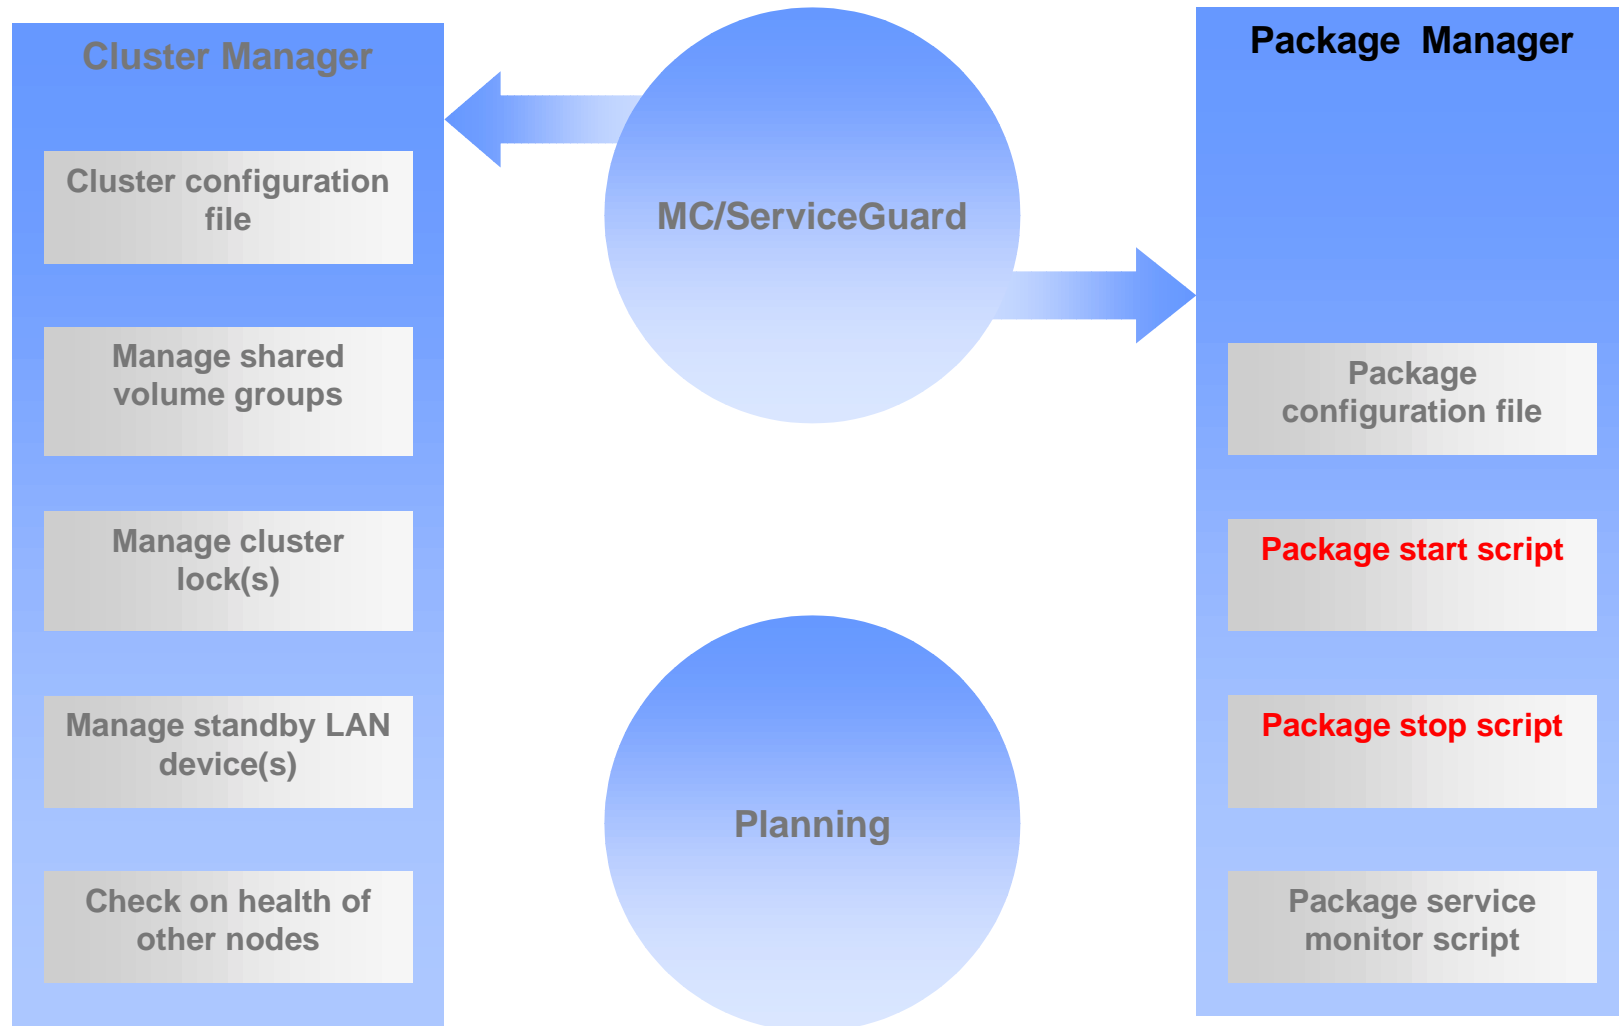 Cluster Manager
Cluster configuration
file
Manage shared
volume groups
Manage cluster
lock(s)
Manage standby LAN
device(s)
Check on health of
other nodes
MC/ServiceGuard
Planning
Package Manager
Package
configuration file
Package start script
Package stop script
Package service
monitor script